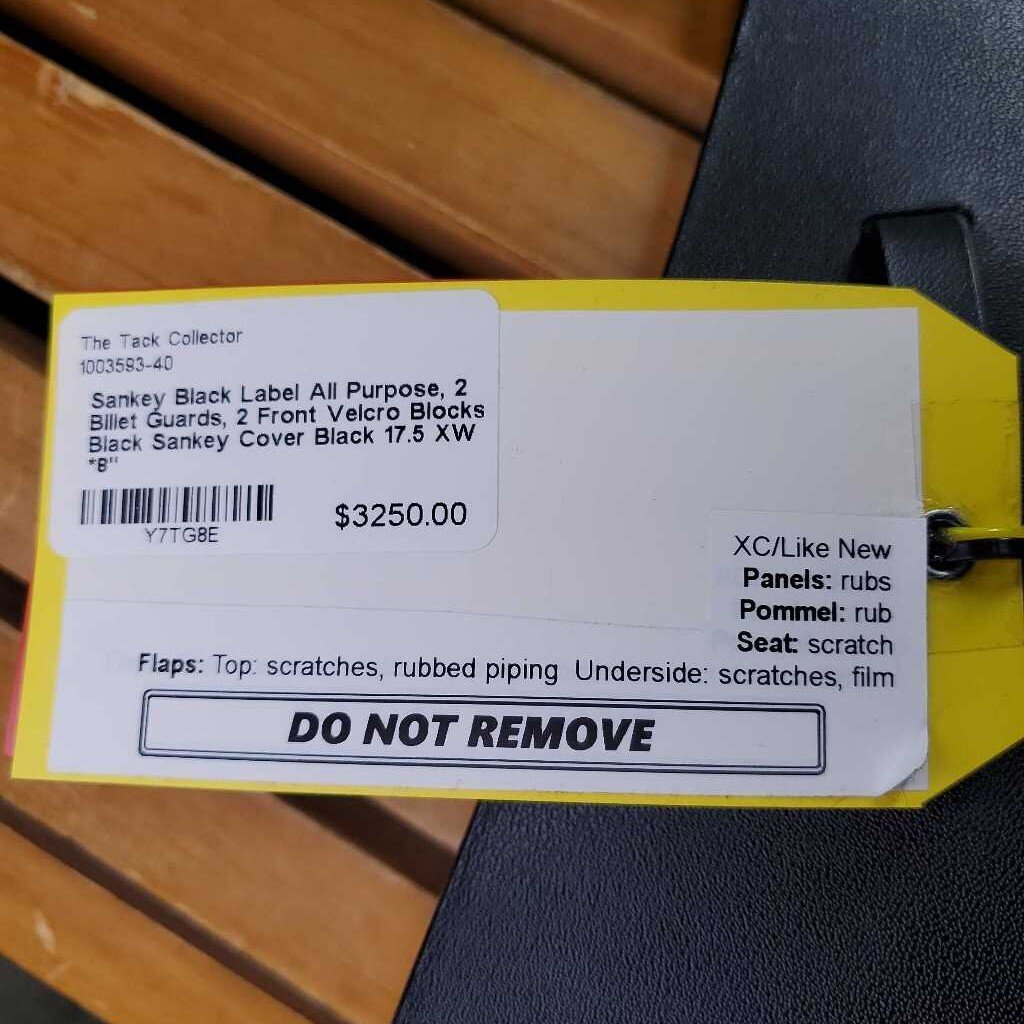 The Tack Collector
1003593-40
Sankey Black Label All Purpose, 2
Billet Guards, 2 Front Velcro Blocks
Black Sankey Cover Black 17.5 XW
*8"
Y7TG8E
$3250.00
XC/Like New
Panels: rubs
Pommel: rub
Seat: scratch
Flaps: Top: scratches, rubbed piping Underside: scratches, film
DO NOT REMOVE